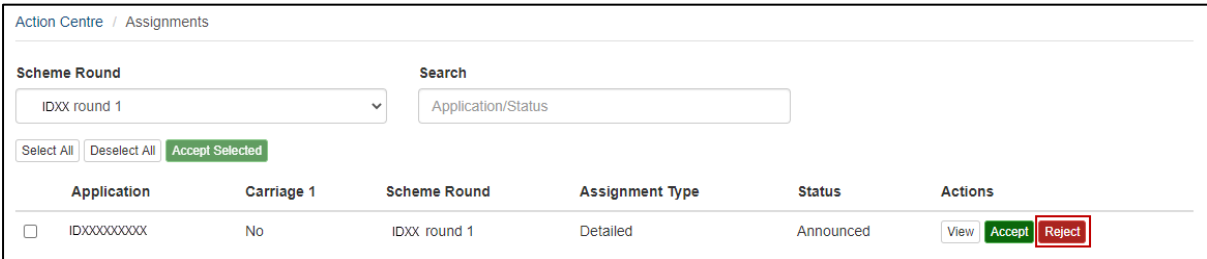 Action Centre / Assignments
Scheme Round Search
IDXX round 1 Application/Status
Select All Deselect All Accept Selected
Application Carriage 1 Scheme Round Assignment Type Status Actions
IDXXXXXXXXX No IDXX round 1 Detailed Announced View Accept Reject